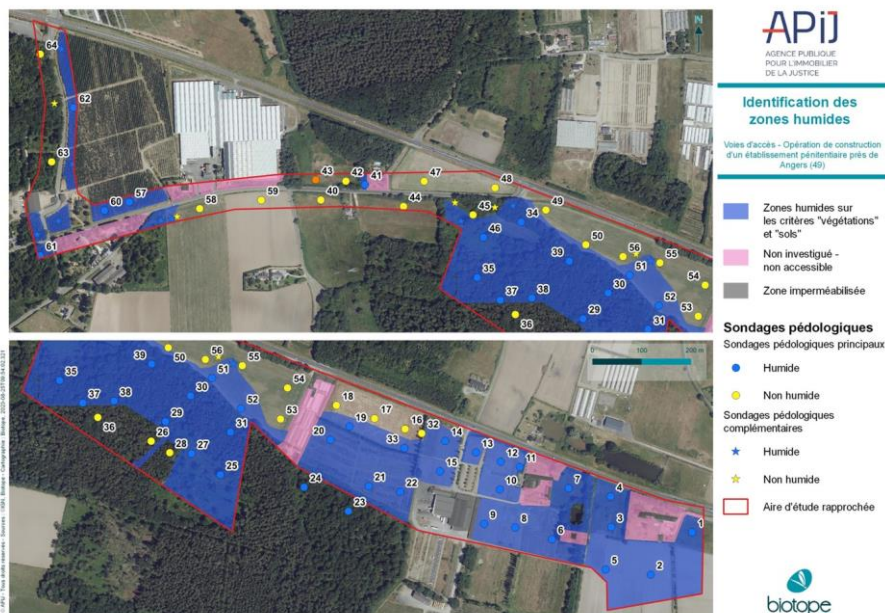 64
62
63
60
57
61
58
59
43
42
41
40
47
44
48
45
34
49
46
50
39
56
55
51
35
54
30
37
38
52
53
36
29
31
N
0 100 200 m
39
50
56
55
51
35
54
30
37
38
52
53
36
29
31
26
28
27
25
18
17
19
16
32
20
33
14
13
15
12
11
24
21
22
10
7
4
23
9
8
3
1
6
5
2
APIJ
AGENCE PUBLIQUE
POUR L'IMMOBILIER
DE LA JUSTICE
Identification des
zones humides
Voies d'accès - Opération de construction
d'un établissement pénitentiaire près de
Angers (49)
Zones humides sur
les critères "végétations"
et "sols"
Non investigué -
non accessible
Zone imperméabilisée
Sondages pédologiques
Sondages pédologiques principaux
Humide
Non humide
Sondages pédologiques
complémentaires
Humide
Non humide
Aire d'étude rapprochée
biotope